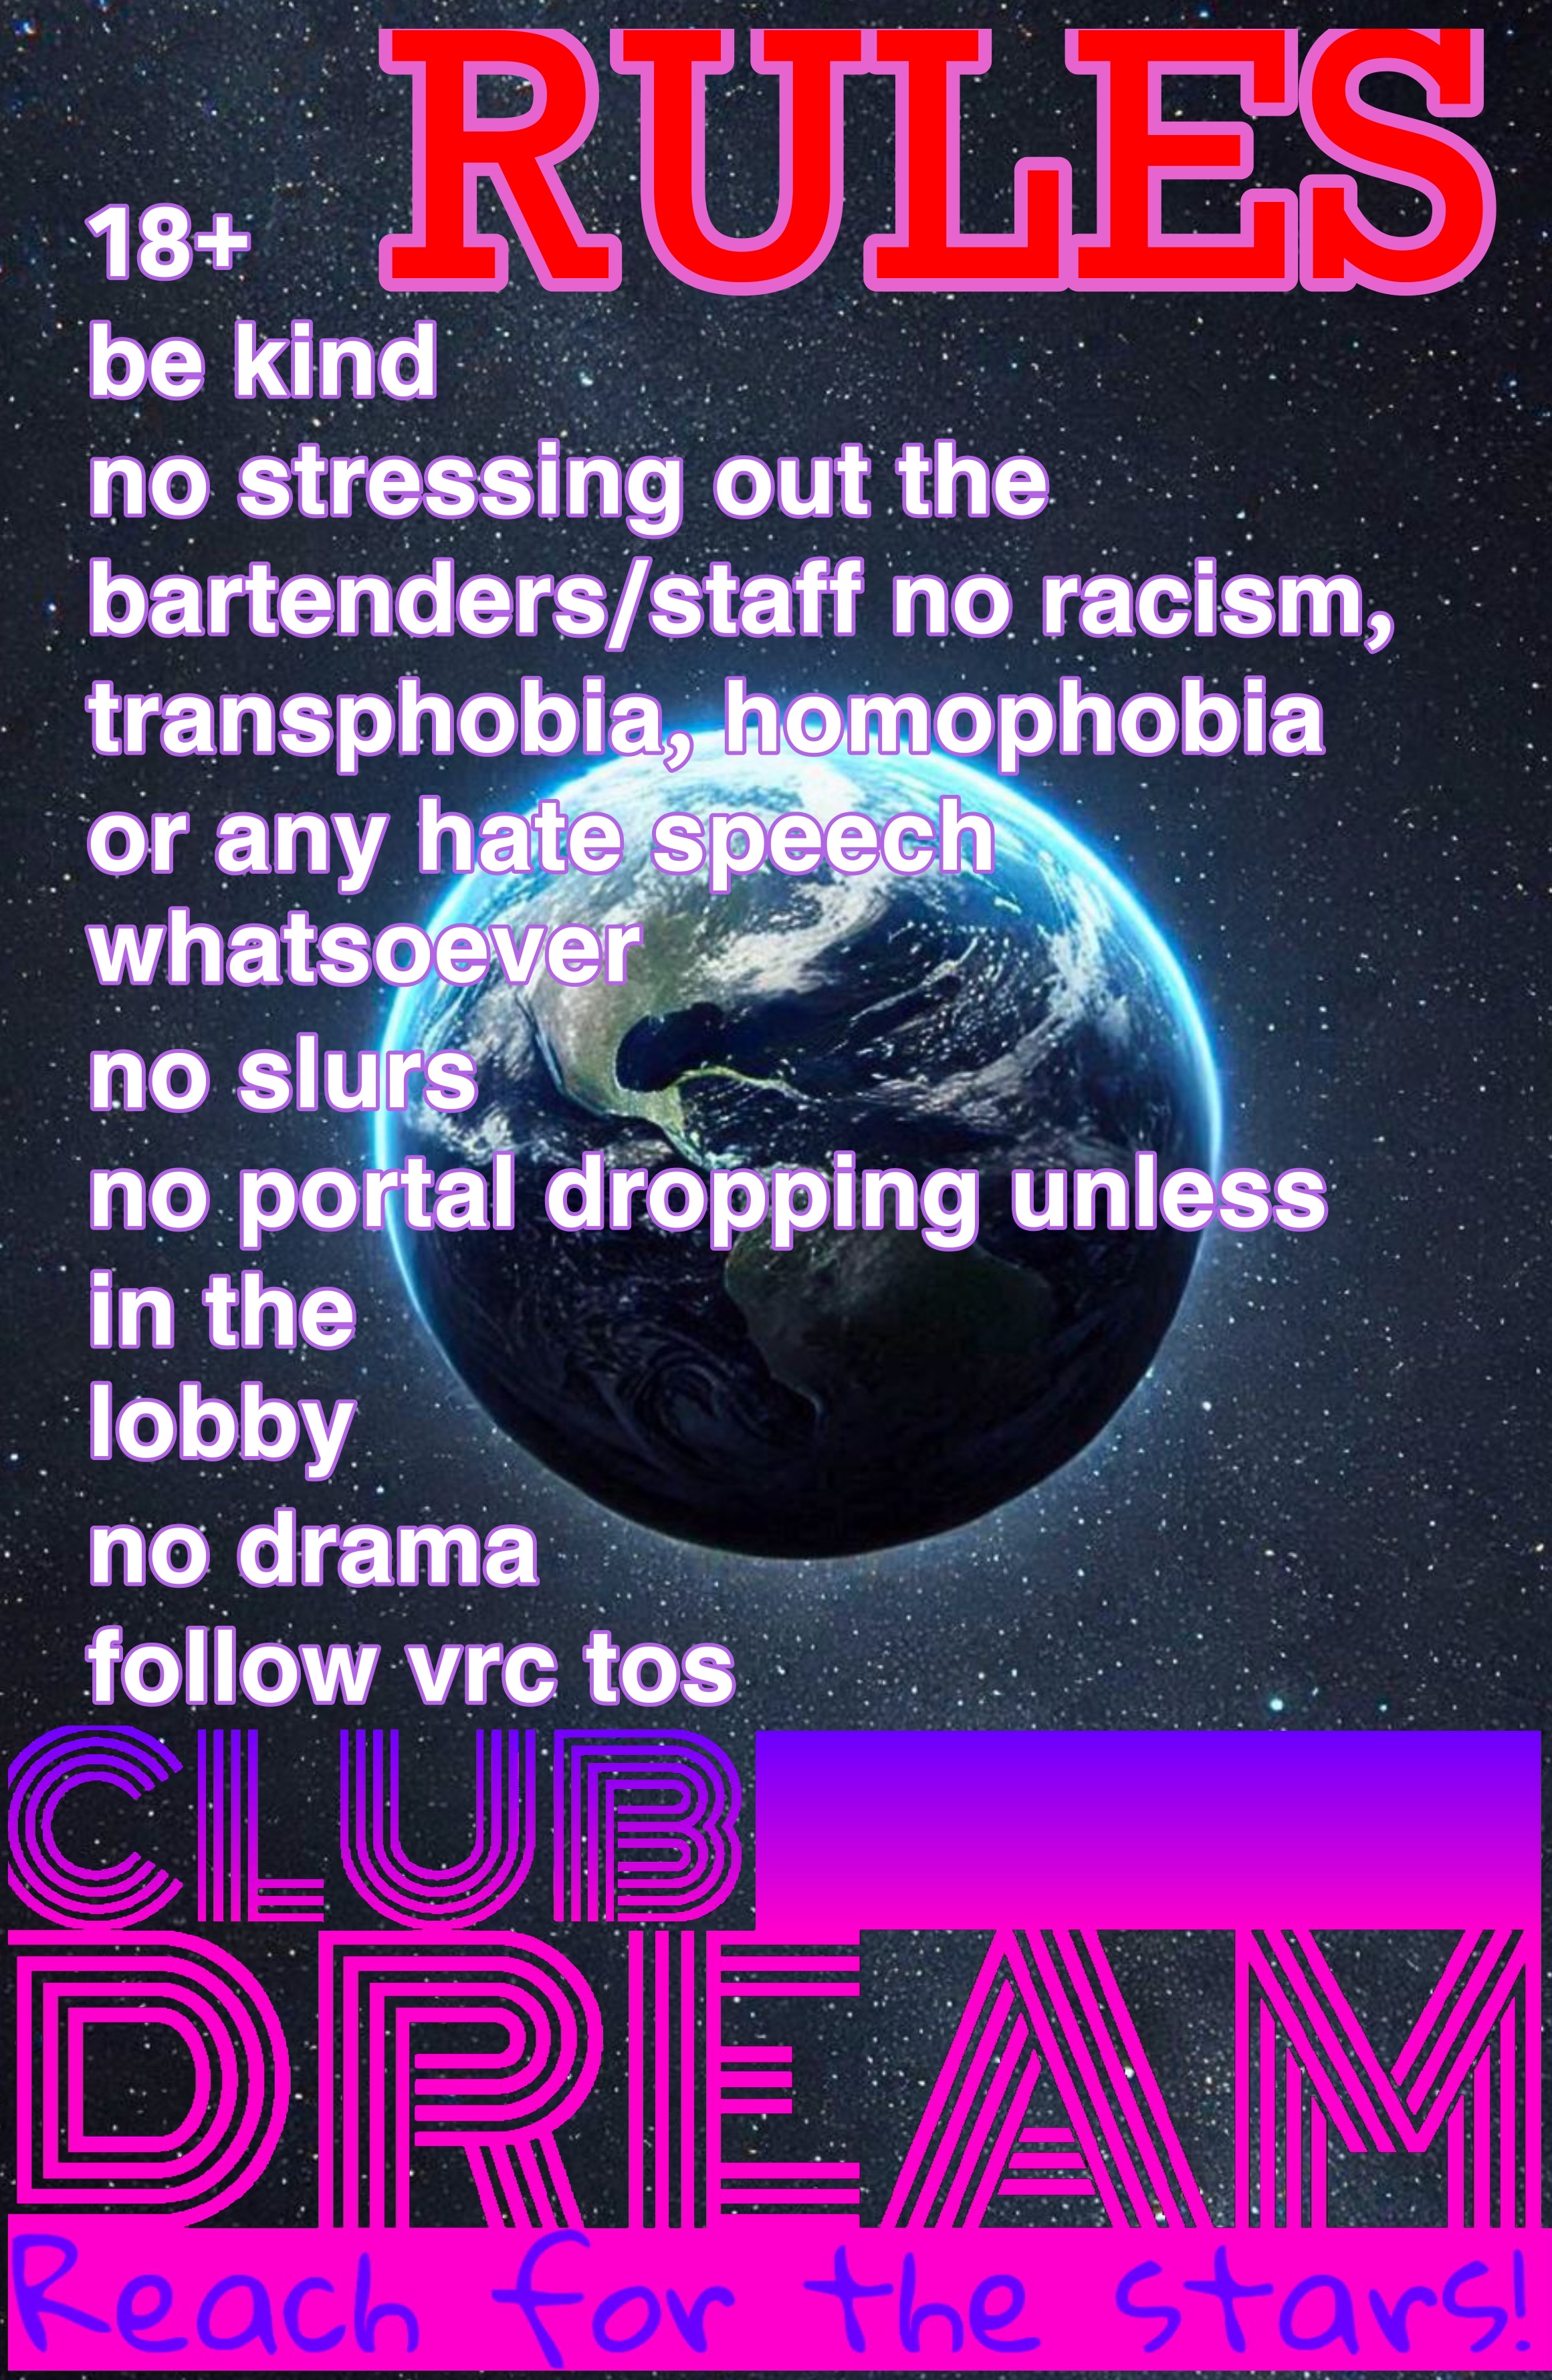 RULES
18+
be kind
no stressing out the
bartenders/staff no racism,
transphobia, homophobia
or any hate speech
whatsoever
no slurs
no portal dropping unless
in the
lobby
no drama
follow vrc tos
CLUB
DREAM
Reach for the stars!